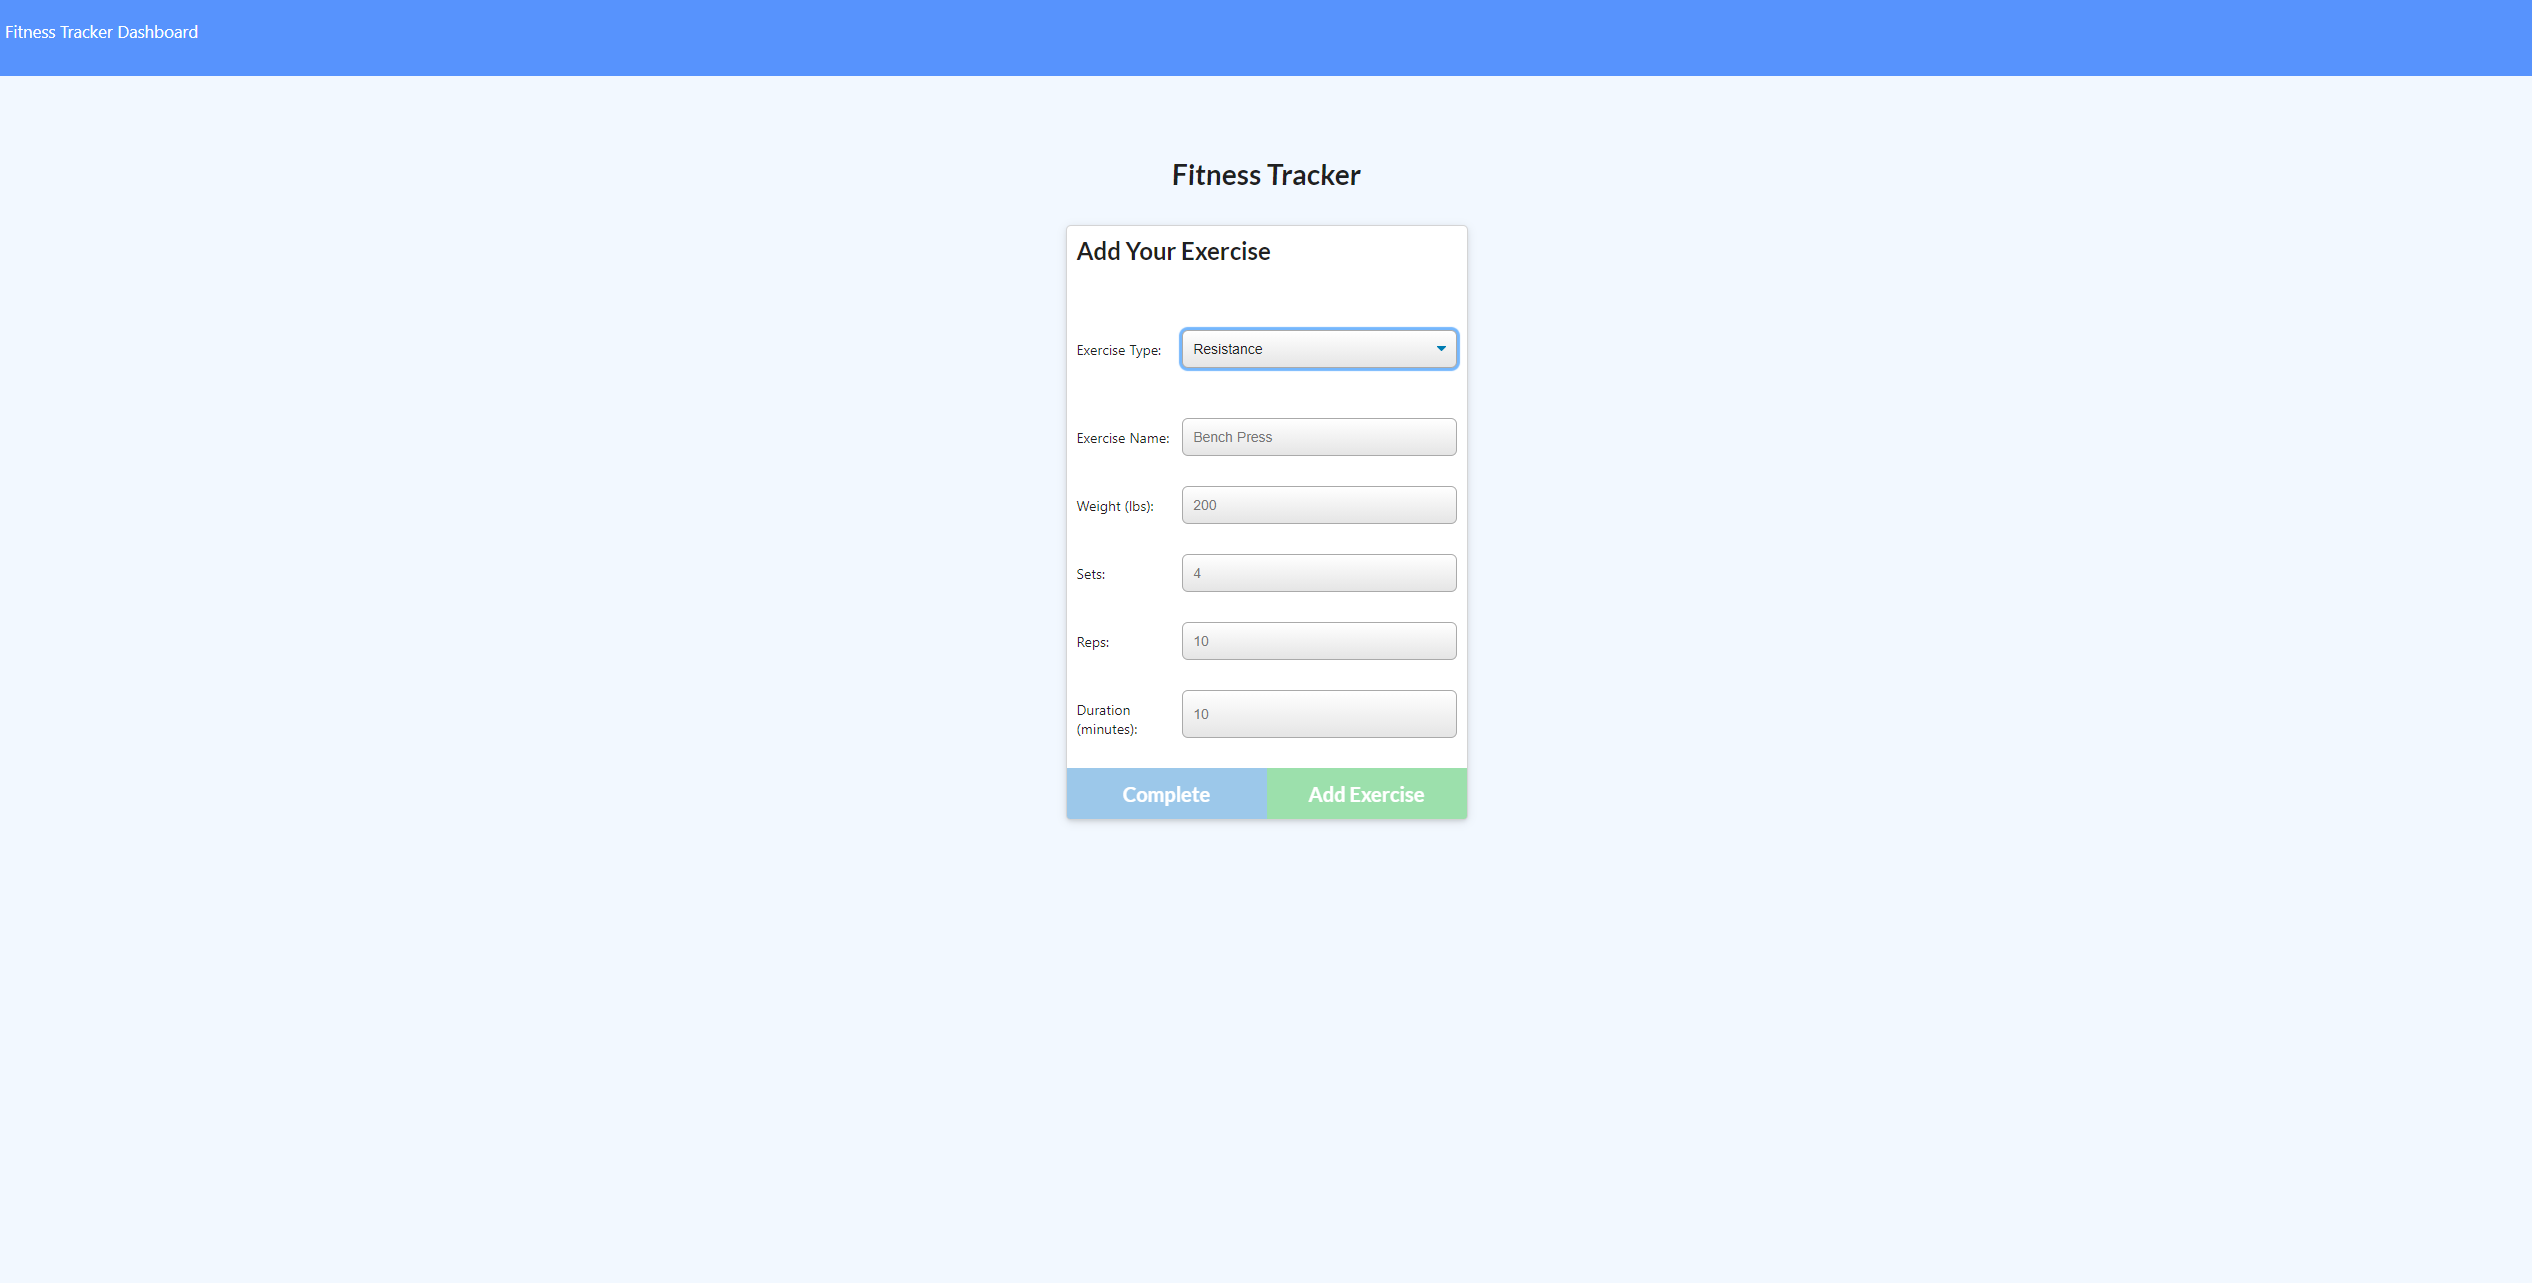 Fitness Tracker Dashboard
Fitness Tracker
Add Your Exercise
Exercise Type: Resistance
Exercise Name: Bench Press
Weight (lbs): 200
Sets: 4
Reps: 10
Duration
(minutes): 10
Complete Add Exercise